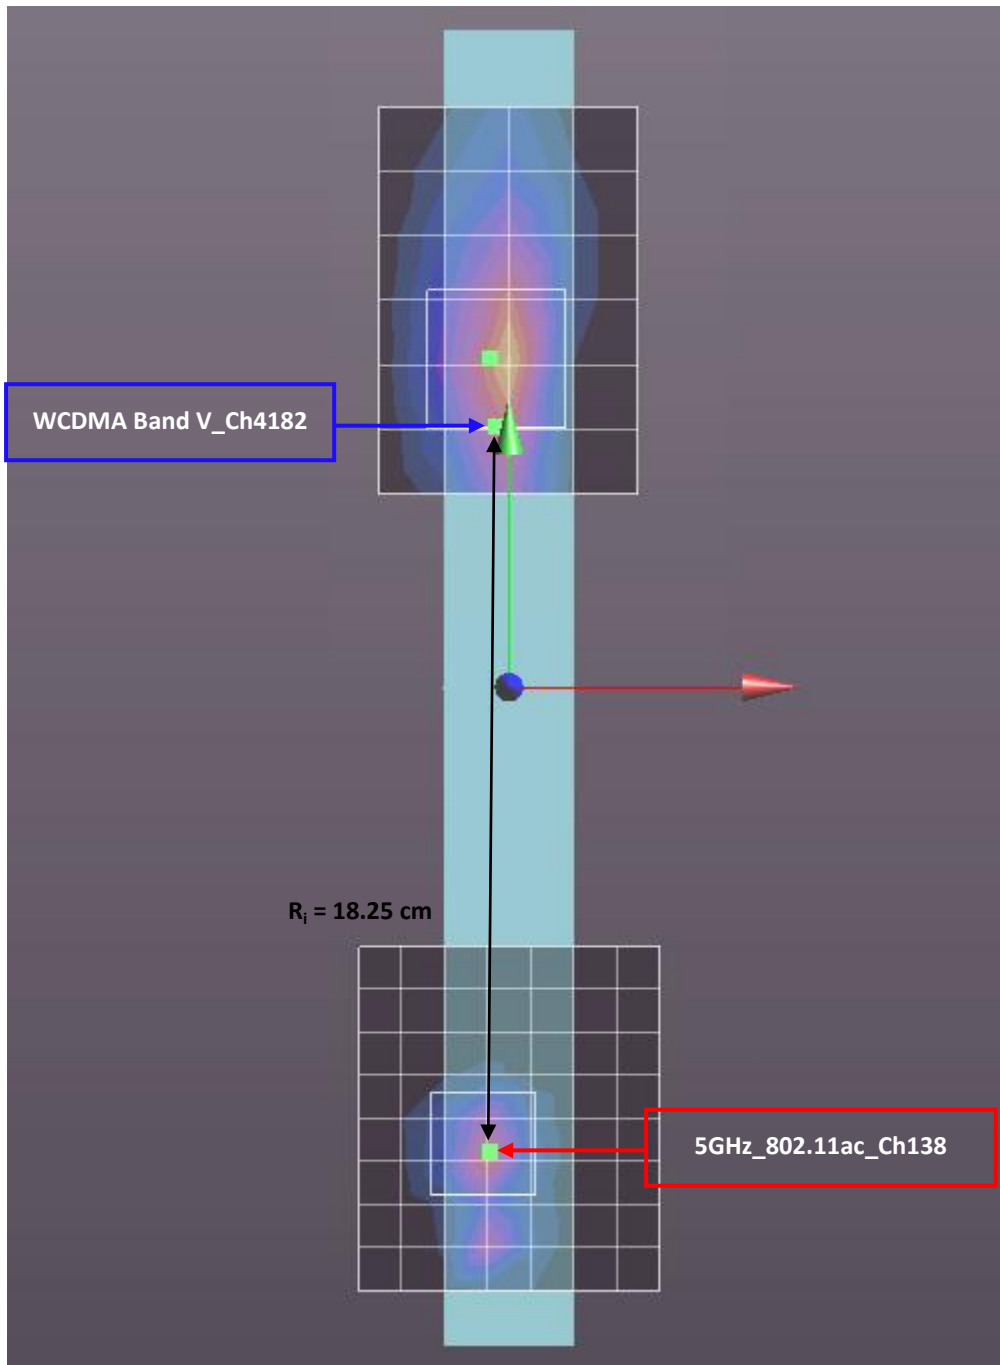 WCDMA Band V_Ch4182
Rᵢ = 18.25 cm
5GHz_802.11ac_Ch138